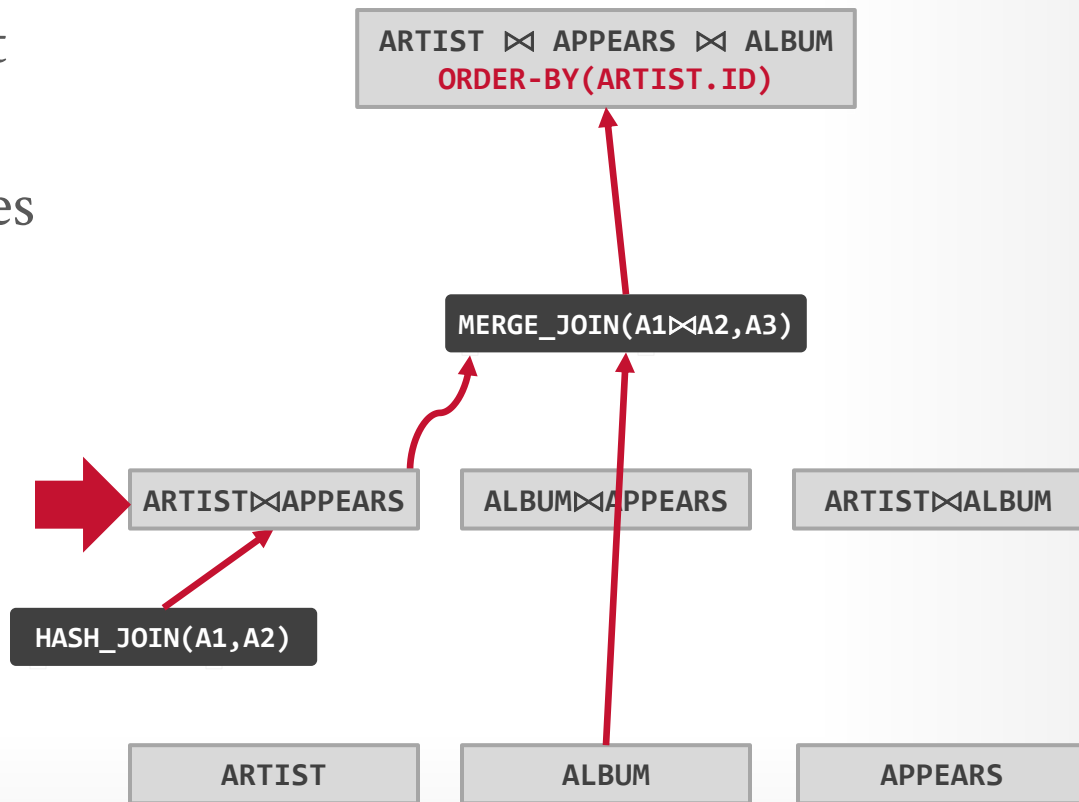 t
ARTIST ⋈ APPEARS ⋈ ALBUM
ORDER-BY(ARTIST.ID)
es
MERGE_JOIN(A1⋈A2,A3)
ARTIST⋈APPEARS
ALBUM⋈APPEARS
ARTIST⋈ALBUM
HASH_JOIN(A1,A2)
ARTIST
ALBUM
APPEARS